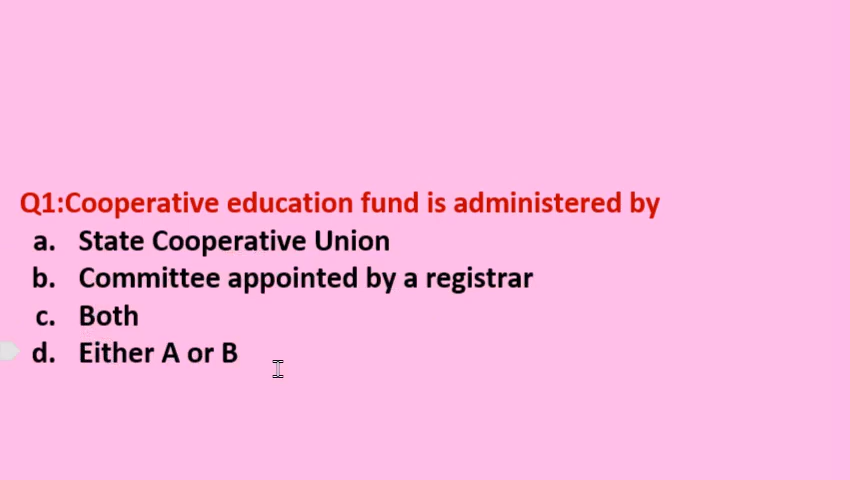 Q1:Cooperative education fund is administered by
a. State Cooperative Union
b. Committee appointed by a registrar
c. Both
d. Either A or B